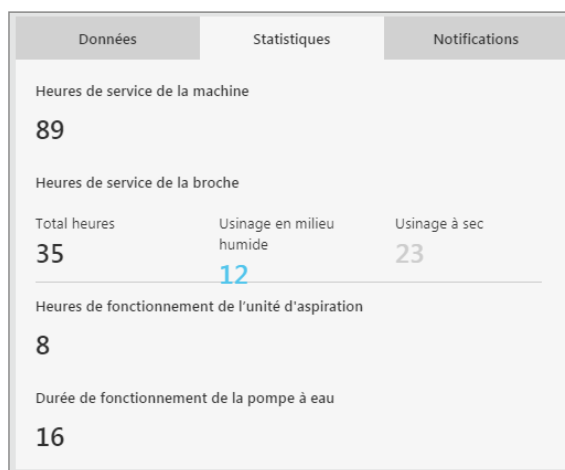 Données Statistiques Notifications
Heures de service de la machine
89
Heures de service de la broche
Total heures
35
Usinage en milieu
humide
12
Usinage à sec
23
Heures de fonctionnement de l'unité d'aspiration
8
Durée de fonctionnement de la pompe à eau
16